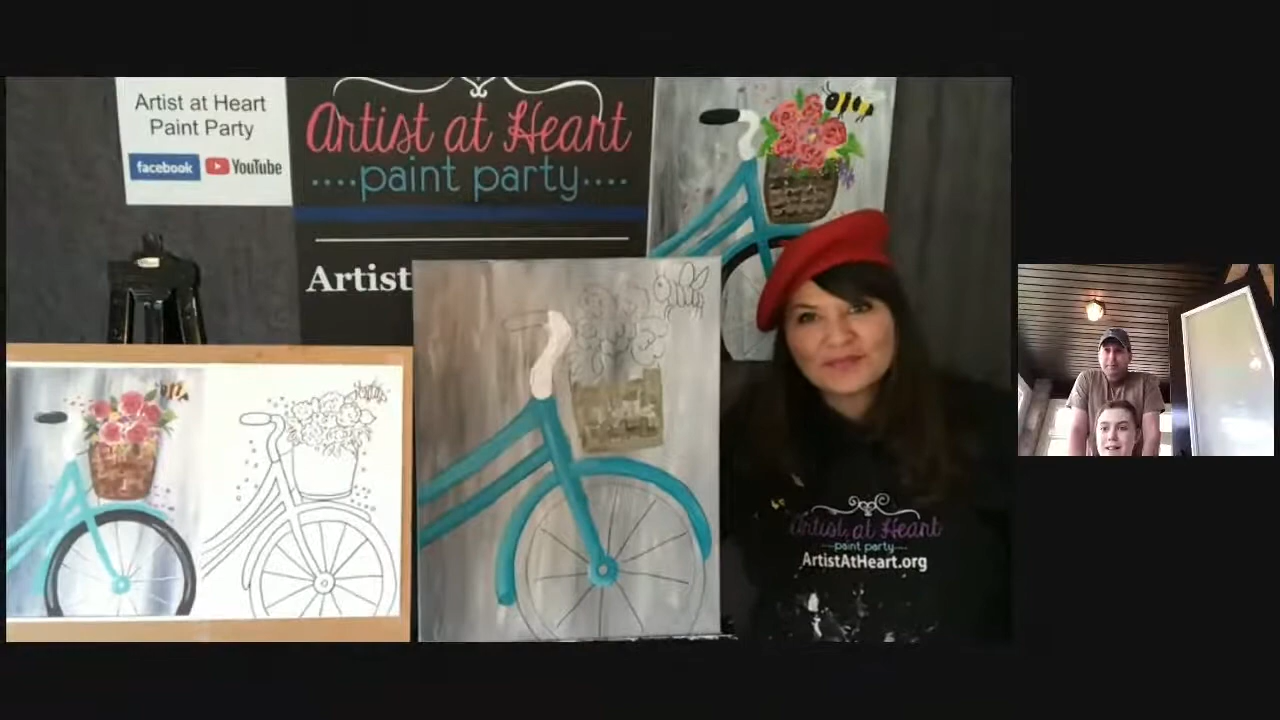 Artist at Heart
Paint Party
facebook YouTube
Artist at Heart
....paint party....
Artist
Artist at Heart
paint party
ArtistAtHeart.org